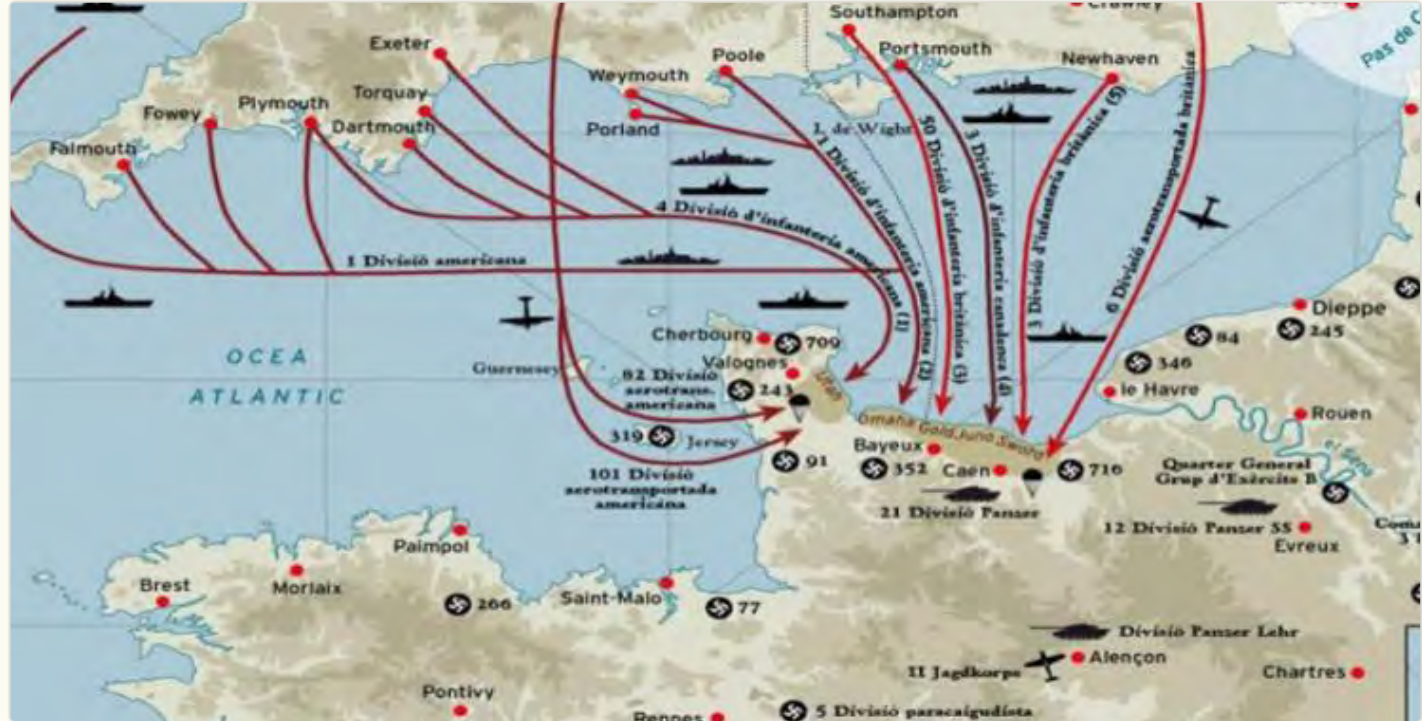 Southampton
Crawley
Exeter
Poole
Portsmouth
Newhaven
Pas de C
Weymouth
Torquay
Plymouth
Fowey
Dartmouth
Porland
I. de Wight
Falmouth
4 Divisió d'infanteria americana (1)
1 Divisió d'infanteria americana (2)
50 Divisió d'infanteria britànica (3)
3 Divisió d'infanteria canadenca (4)
3 Divisió d'infanteria britànica (5)
6 Divisió aerotransportada britànica
1 Divisió americana
Dieppe
245
84
Cherbourg
709
346
OCEA
ATLANTIC
Guernesey
Valognes
82 Divisió
aerotrans.
americana
243
Utah
le Havre
Rouen
Omaha Gold Juno Sword
el Sena
319
Jersey
Bayeux
91
352
Caen
716
Quarter General
Grup d'Exèrcits B
101 Divisió
aerotransportada
americana
21 Divisió Panzer
12 Divisió Panzer SS
Evreux
Paimpol
Morlaix
Brest
266
Saint-Malo
77
Divisió Panzer Lehr
II Jagdkorps
Alençon
Chartres
Pontivy
Rennes
5 Divisió paracaigudista